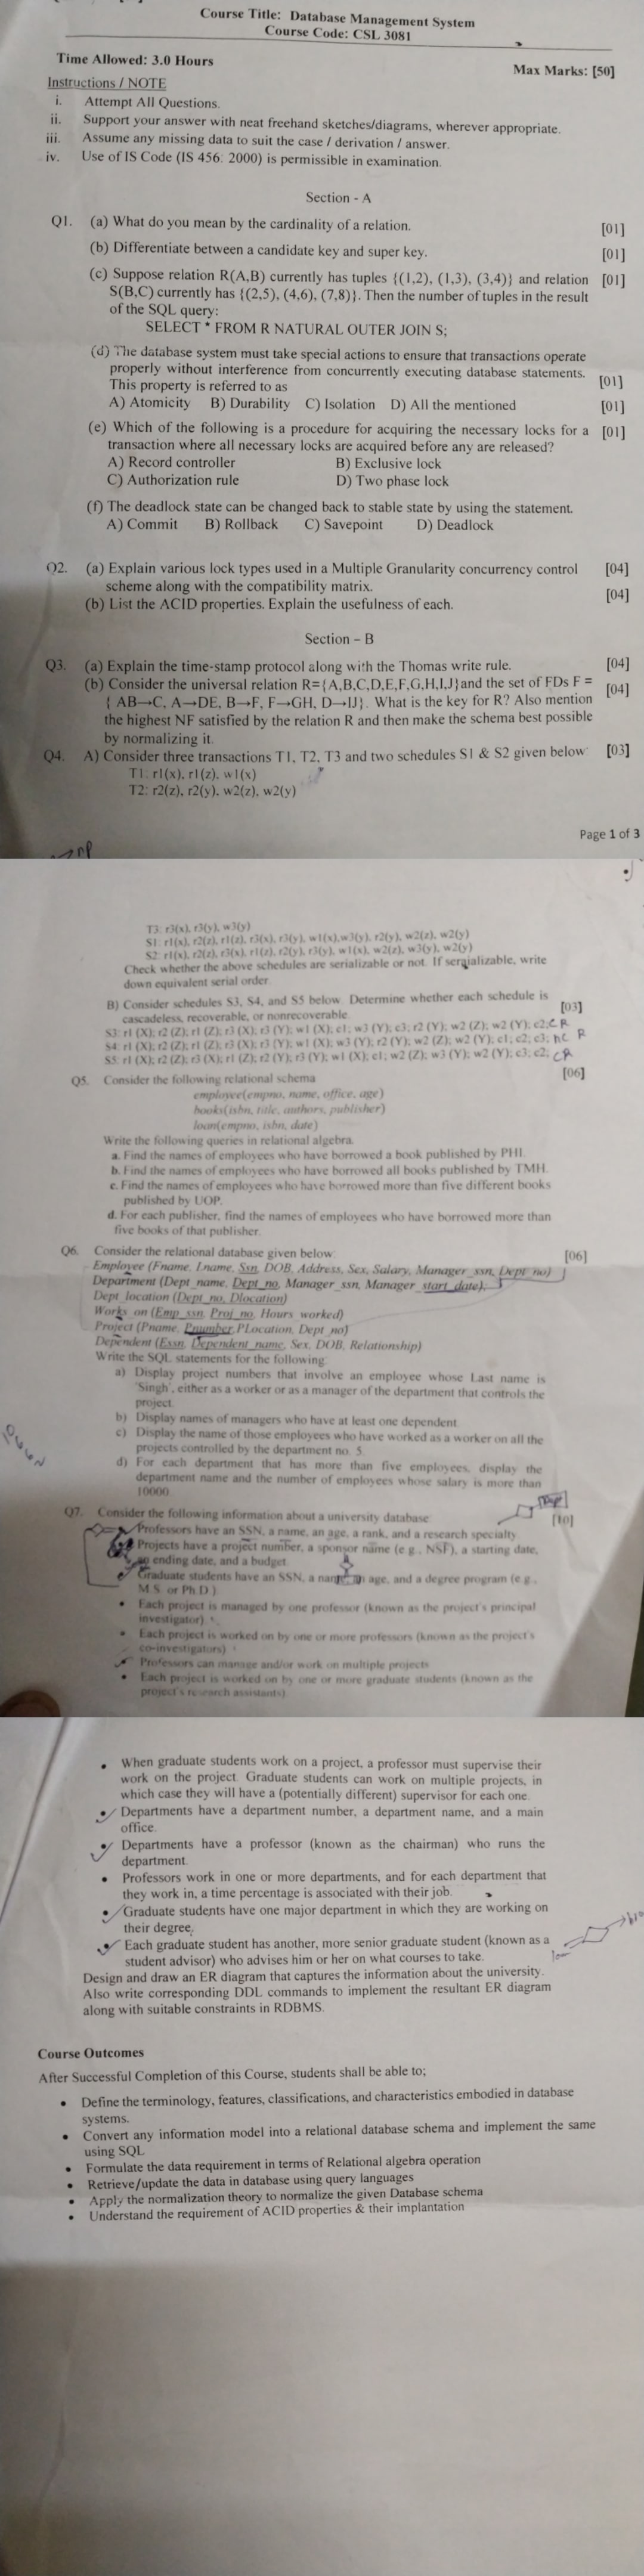 Course Title: Database Management System
Course Code: CSL 3081
Time Allowed: 3.0 Hours
Max Marks: [50]
Instructions / NOTE
i. Attempt All Questions.
ii. Support your answer with neat freehand sketches/diagrams, wherever appropriate.
iii. Assume any missing data to suit the case / derivation / answer.
iv. Use of IS Code (IS 456: 2000) is permissible in examination.
Section - A
Q1. (a) What do you mean by the cardinality of a relation. [01]
(b) Differentiate between a candidate key and super key. [01]
(c) Suppose relation R(A,B) currently has tuples {(1,2), (1,3), (3,4)} and relation [01]
S(B,C) currently has {(2,5), (4,6), (7,8)}. Then the number of tuples in the result
of the SQL query:
SELECT * FROM R NATURAL OUTER JOIN S;
(d) The database system must take special actions to ensure that transactions operate
properly without interference from concurrently executing database statements.
This property is referred to as [01]
A) Atomicity B) Durability C) Isolation D) All the mentioned [01]
(e) Which of the following is a procedure for acquiring the necessary locks for a [01]
transaction where all necessary locks are acquired before any are released?
A) Record controller B) Exclusive lock
C) Authorization rule D) Two phase lock
(f) The deadlock state can be changed back to stable state by using the statement.
A) Commit B) Rollback C) Savepoint D) Deadlock
Q2. (a) Explain various lock types used in a Multiple Granularity concurrency control [04]
scheme along with the compatibility matrix.
(b) List the ACID properties. Explain the usefulness of each. [04]
Section – B
Q3. (a) Explain the time-stamp protocol along with the Thomas write rule. [04]
(b) Consider the universal relation R={A,B,C,D,E,F,G,H,I,J}and the set of FDs F = [04]
{ AB→C, A→DE, B→F, F→GH, D→IJ}. What is the key for R? Also mention
the highest NF satisfied by the relation R and then make the schema best possible
by normalizing it.
Q4. A) Consider three transactions T1, T2, T3 and two schedules S1 & S2 given below [03]
T1: r1(x), r1(z), w1(x)
T2: r2(z), r2(y), w2(z), w2(y)
Page 1 of 3
T3: r3(x), r3(y), w3(y)
S1: r1(x), r2(z), r1(z), r3(x), r3(y), w1(x),w3(y), r2(y), w2(z), w2(y)
S2: r1(x), r2(z), r3(x), r1(z), r2(y), r3(y), w1(x), w2(z), w3(y), w2(y)
Check whether the above schedules are serializable or not. If sergializable, write
down equivalent serial order.
B) Consider schedules S3, S4, and S5 below. Determine whether each schedule is [03]
cascadeless, recoverable, or nonrecoverable.
S3: r1 (X); r2 (Z); r1 (Z); r3 (X); r3 (Y); w1 (X); c1; w3 (Y); c3; r2 (Y); w2 (Z); w2 (Y); c2; CR
S4: r1 (X); r2 (Z); r1 (Z); r3 (X); r3 (Y); w1 (X); w3 (Y); r2 (Y); w2 (Z); w2 (Y); c1; c2; c3; R
S5: r1 (X); r2 (Z); r3 (X); r1 (Z); r2 (Y); r3 (Y); w1 (X); c1; w2 (Z); w3 (Y); w2 (Y); c3; c2; CR
Q5. Consider the following relational schema [06]
employee(empno, name, office, age)
books(isbn, title, authors, publisher)
loan(empno, isbn, date)
Write the following queries in relational algebra.
a. Find the names of employees who have borrowed a book published by PHI.
b. Find the names of employees who have borrowed all books published by TMH.
c. Find the names of employees who have borrowed more than five different books
published by UOP.
d. For each publisher, find the names of employees who have borrowed more than
five books of that publisher.
Q6. Consider the relational database given below: [06]
Employee (Fname, Lname, Ssn, DOB, Address, Sex, Salary, Manager_ssn, Dept_no)
Department (Dept_name, Dept_no, Manager_ssn, Manager_start_date);
Dept_location (Dept_no, Dlocation)
Works_on (Emp_ssn, Proj_no, Hours_worked)
Project (Pname, Pnumber, PLocation, Dept_no)
Dependent (Essn, Dependent_name, Sex, DOB, Relationship)
Write the SQL statements for the following:
a) Display project numbers that involve an employee whose Last name is
'Singh', either as a worker or as a manager of the department that controls the
project.
b) Display names of managers who have at least one dependent.
c) Display the name of those employees who have worked as a worker on all the
projects controlled by the department no. 5.
d) For each department that has more than five employees, display the
department name and the number of employees whose salary is more than
10000.
Dept
Q7. Consider the following information about a university database [10]
Professors have an SSN, a name, an age, a rank, and a research specialty.
Projects have a project number, a sponsor name (e.g., NSF), a starting date,
an ending date, and a budget
Graduate students have an SSN, a name, an age, and a degree program (e.g.,
M.S. or Ph.D.)
• Each project is managed by one professor (known as the project's principal
investigator).
• Each project is worked on by one or more professors (known as the project's
co-investigators)
Professors can manage and/or work on multiple projects
• Each project is worked on by one or more graduate students (known as the
project's research assistants)
• When graduate students work on a project, a professor must supervise their
work on the project. Graduate students can work on multiple projects, in
which case they will have a (potentially different) supervisor for each one.
• Departments have a department number, a department name, and a main
office.
• Departments have a professor (known as the chairman) who runs the
department.
• Professors work in one or more departments, and for each department that
they work in, a time percentage is associated with their job.
• Graduate students have one major department in which they are working on
their degree.
• Each graduate student has another, more senior graduate student (known as a
student advisor) who advises him or her on what courses to take.
Design and draw an ER diagram that captures the information about the university.
Also write corresponding DDL commands to implement the resultant ER diagram
along with suitable constraints in RDBMS.
Course Outcomes
After Successful Completion of this Course, students shall be able to;
• Define the terminology, features, classifications, and characteristics embodied in database
systems.
• Convert any information model into a relational database schema and implement the same
using SQL
• Formulate the data requirement in terms of Relational algebra operation
• Retrieve/update the data in database using query languages
• Apply the normalization theory to normalize the given Database schema
• Understand the requirement of ACID properties & their implantation